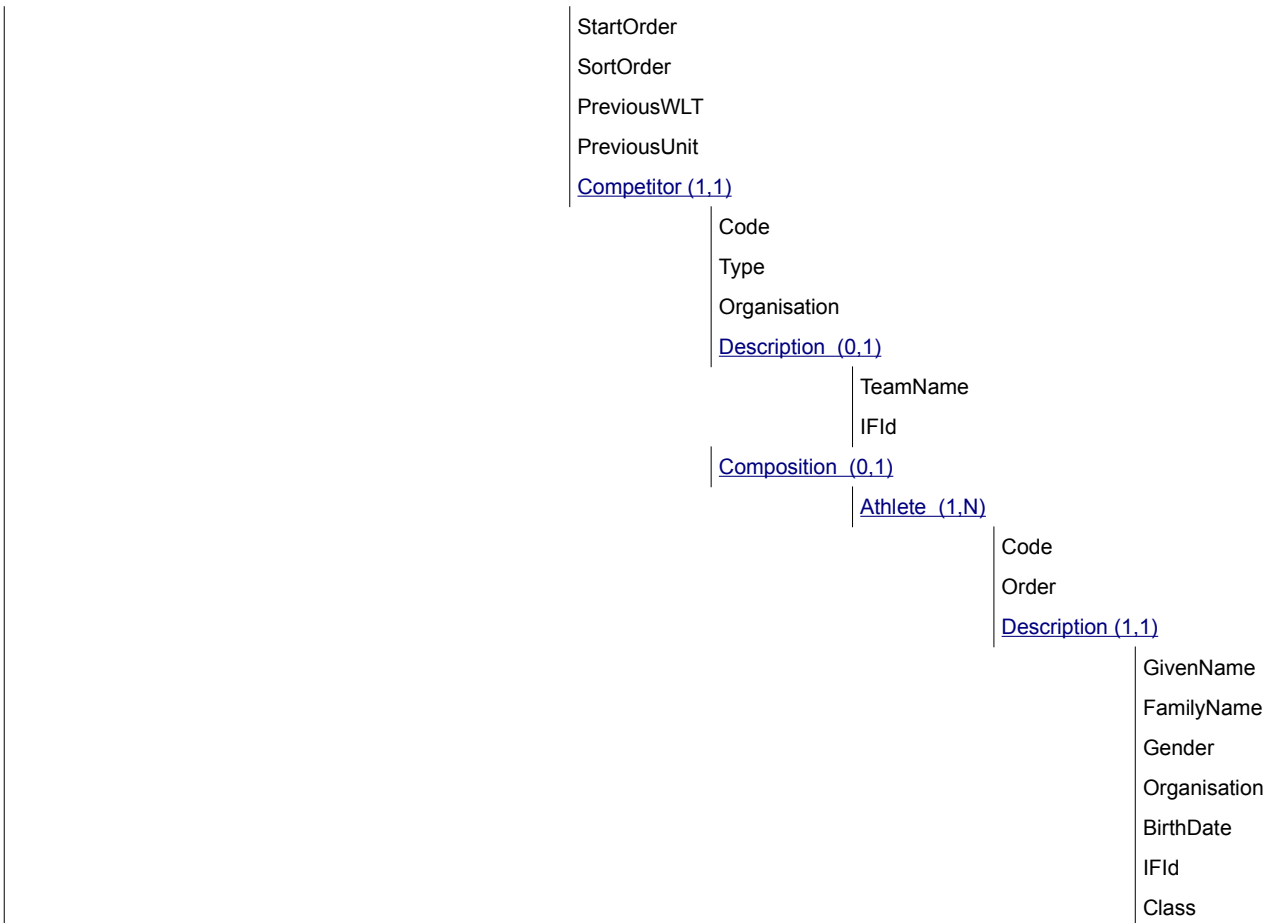 StartOrder
SortOrder
PreviousWLT
PreviousUnit
Competitor (1,1)
Code
Type
Organisation
Description  (0,1)
TeamName
IFId
Composition  (0,1)
Athlete  (1,N)
Code
Order
Description (1,1)
GivenName
FamilyName
Gender
Organisation
BirthDate
IFId
Class